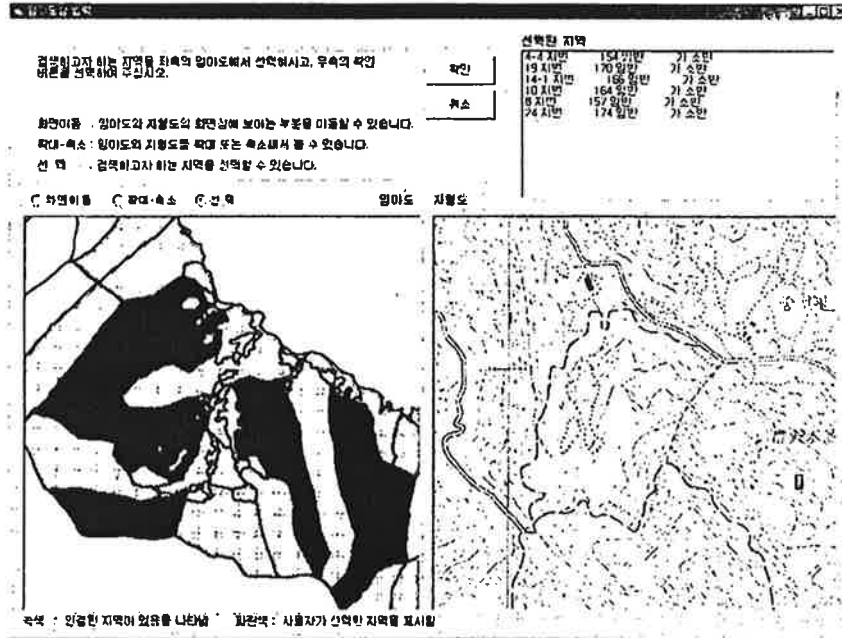 선택된 지역
검색하고자 하는 지역을 좌측의 임야도에서 선택하시고, 우측의 확인
버튼을 선택하여 주십시오.
확인
취소
4-4 지번 154 임반 가 소반
19 지번 170 임반 가 소반
14-1 지번 166 임반 가 소반
10 지번 164 임반 가 소반
8 지번 157 임반 가 소반
24 지번 174 임반 가 소반
화면이동 : 임야도와 지형도의 화면상에 보이는 부분을 이동할 수 있습니다.
확대-축소 : 임야도와 지형도를 확대 또는 축소해서 볼 수 있습니다.
선 택 : 검색하고자 하는 지역을 선택할 수 있습니다.
화면이동 확대-축소 선택 임야도 지형도
녹색 : 연결된 지역이 있음을 나타냄 파란색 : 사용자가 선택한 지역을 표시함